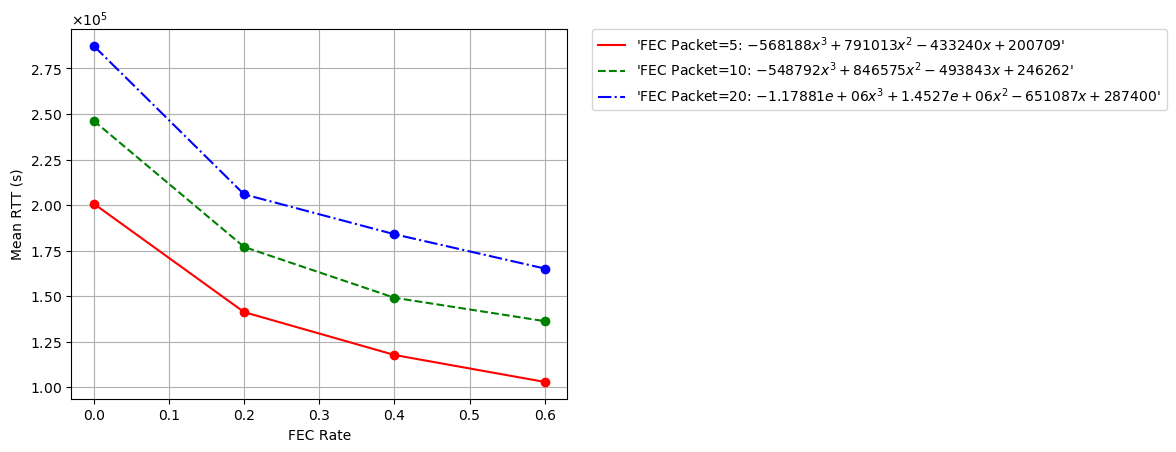 ×10⁵
2.75
2.50
2.25
2.00
1.75
1.50
1.25
1.00
Mean RTT (s)
0.0 0.1 0.2 0.3 0.4 0.5 0.6
FEC Rate
'FEC Packet=5: −568188x³ + 791013x² − 433240x + 200709'
'FEC Packet=10: −548792x³ + 846575x² − 493843x + 246262'
'FEC Packet=20: −1.17881e + 06x³ + 1.4527e + 06x² − 651087x + 287400'